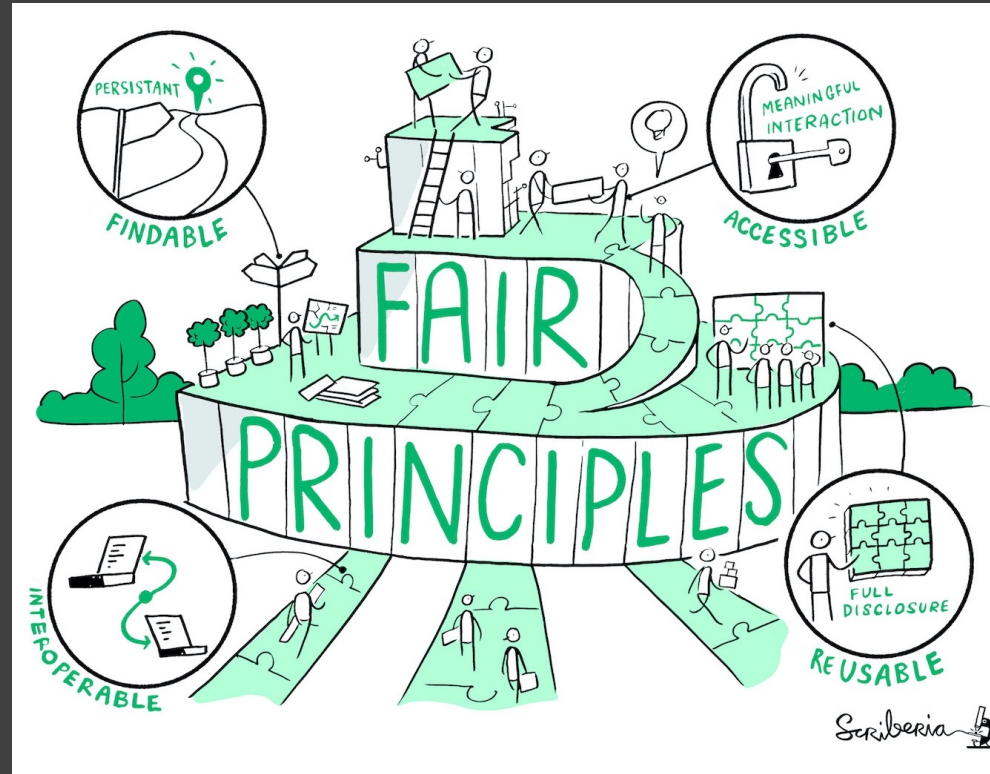 PERSISTANT
FINDABLE
MEANINGFUL
INTERACTION
ACCESSIBLE
FAIR
PRINCIPLES
INTEROPERABLE
FULL
DISCLOSURE
REUSABLE
Scriberia